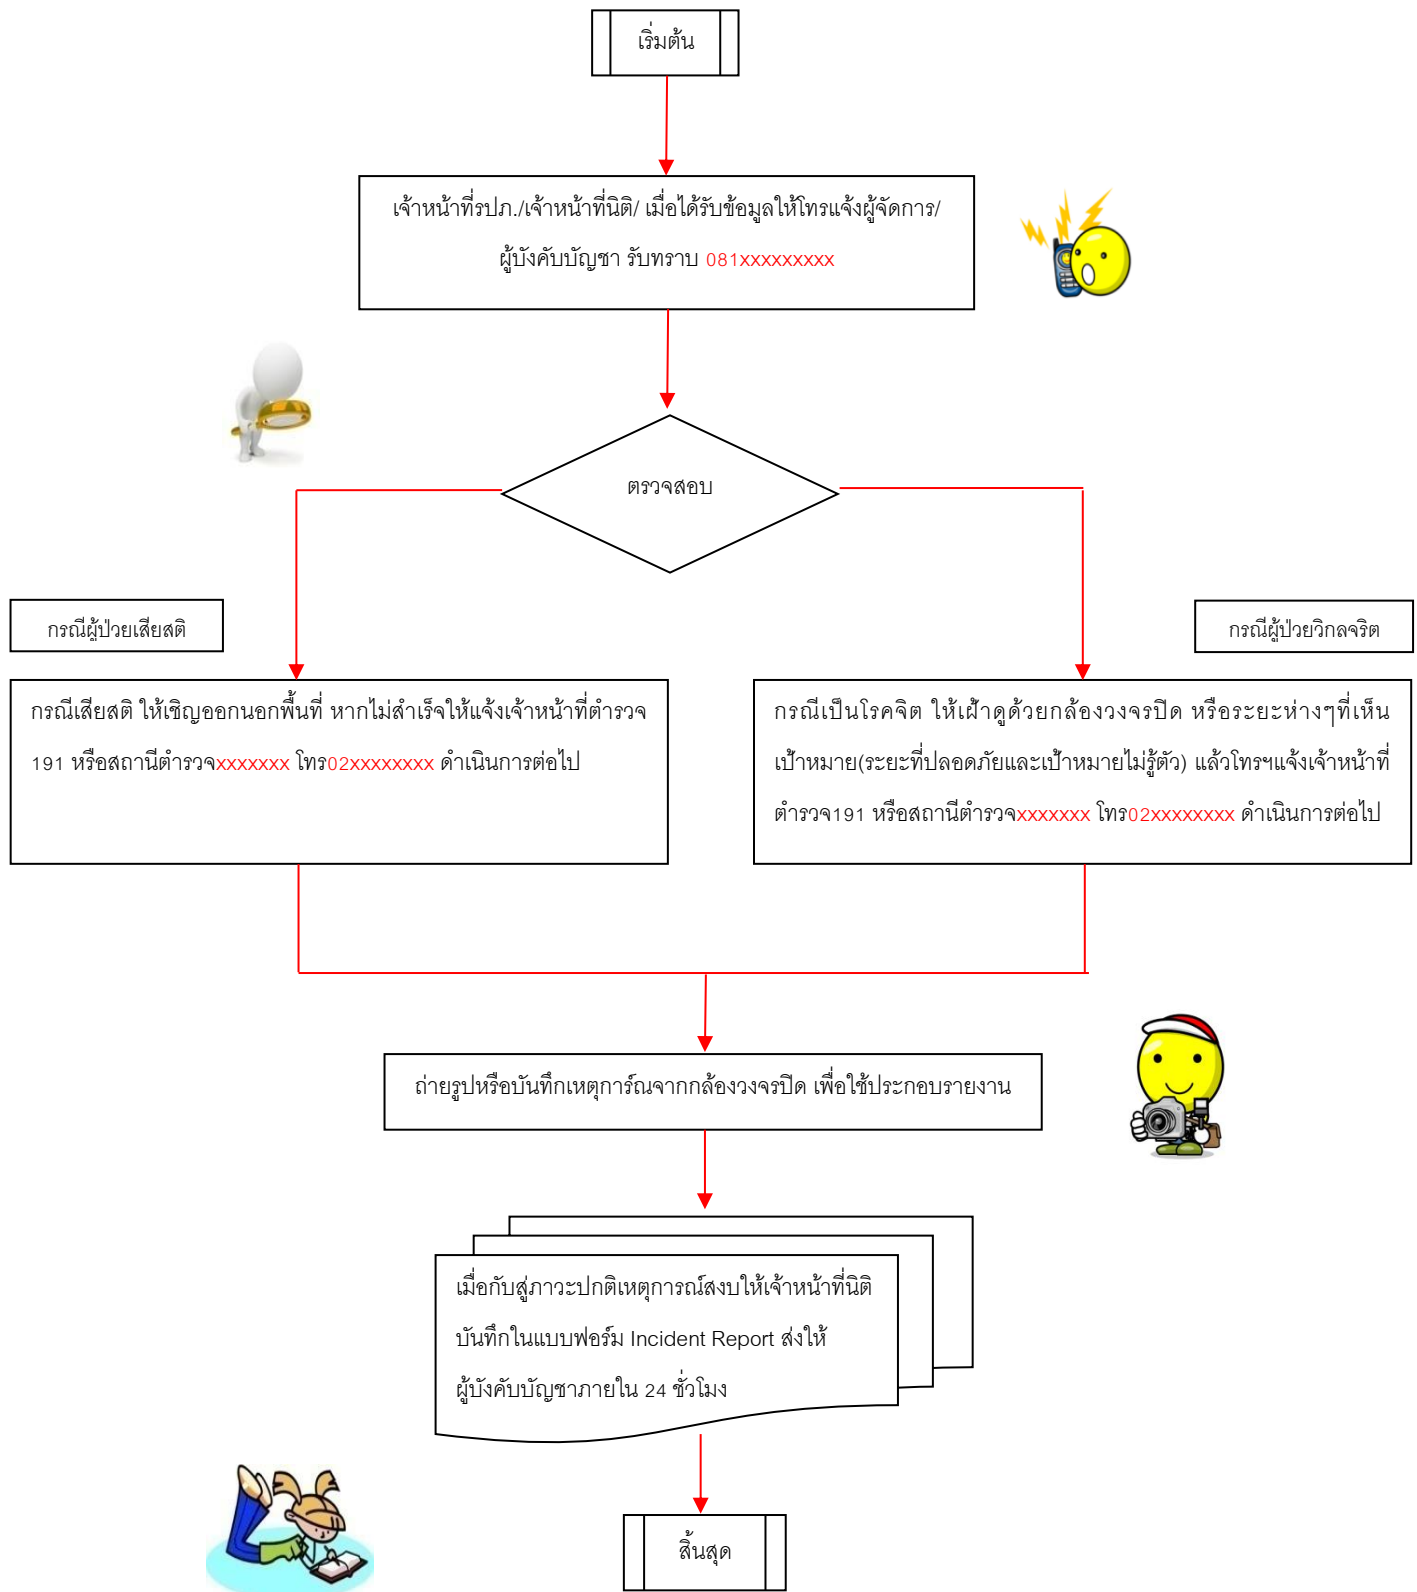 เริ่มต้น
เจ้าหน้าที่รปภ./เจ้าหน้าที่นิติ/ เมื่อได้รับข้อมูลให้โทรแจ้งผู้จัดการ/
ผู้บังคับบัญชา รับทราบ 081xxxxxxxxx
ตรวจสอบ
กรณีผู้ป่วยเสียสติ
กรณีผู้ป่วยวิกลจริต
กรณีเสียสติ ให้เชิญออกนอกพื้นที่ หากไม่สำเร็จให้แจ้งเจ้าหน้าที่ตำรวจ
191 หรือสถานีตำรวจxxxxxxx โทร02xxxxxxxx ดำเนินการต่อไป
กรณีเป็นโรคจิต ให้เฝ้าดูด้วยกล้องวงจรปิด หรือระยะห่างๆที่เห็น
เป้าหมาย(ระยะที่ปลอดภัยและเป้าหมายไม่รู้ตัว) แล้วโทรฯแจ้งเจ้าหน้าที่
ตำรวจ191 หรือสถานีตำรวจxxxxxxx โทร02xxxxxxxx ดำเนินการต่อไป
ถ่ายรูปหรือบันทึกเหตุการ์ณจากกล้องวงจรปิด เพื่อใช้ประกอบรายงาน
เมื่อกับสู่ภาวะปกติเหตุการณ์สงบให้เจ้าหน้าที่นิติ
บันทึกในแบบฟอร์ม Incident Report ส่งให้
ผู้บังคับบัญชาภายใน 24 ชั่วโมง
สิ้นสุด